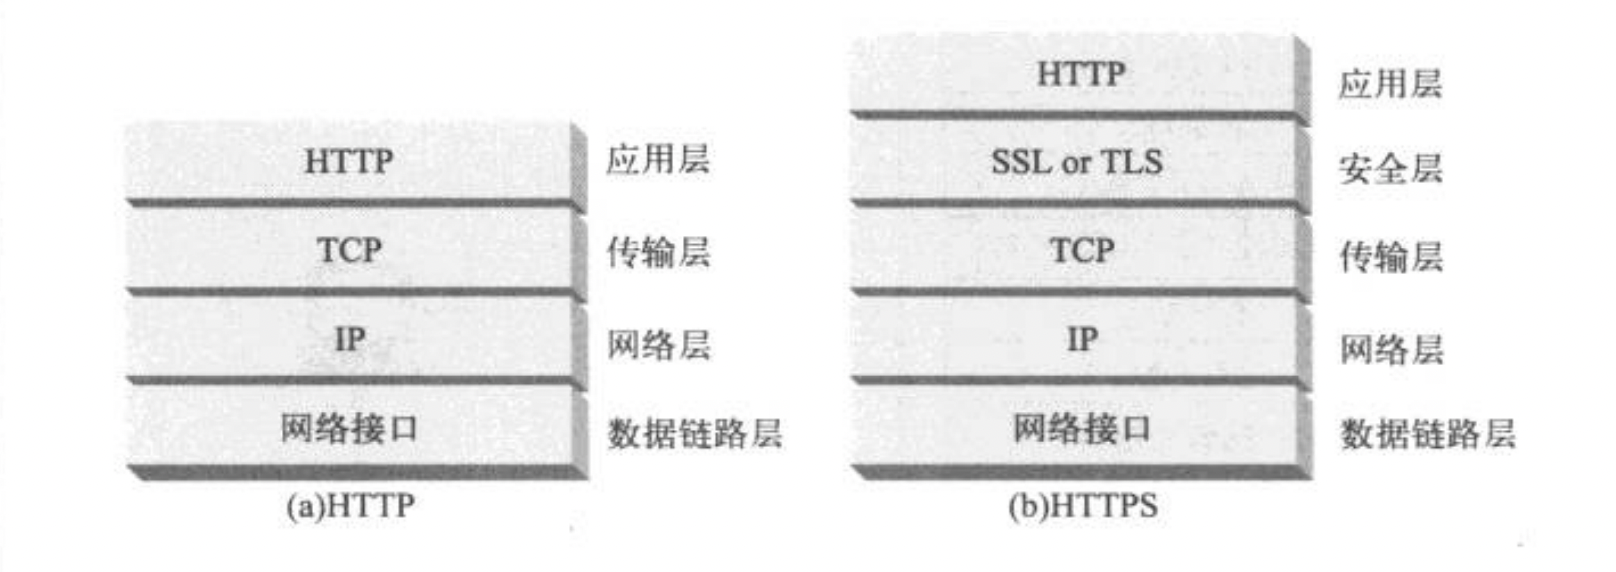 HTTP 应用层
TCP 传输层
IP 网络层
网络接口 数据链路层
(a)HTTP
HTTP 应用层
SSL or TLS 安全层
TCP 传输层
IP 网络层
网络接口 数据链路层
(b)HTTPS